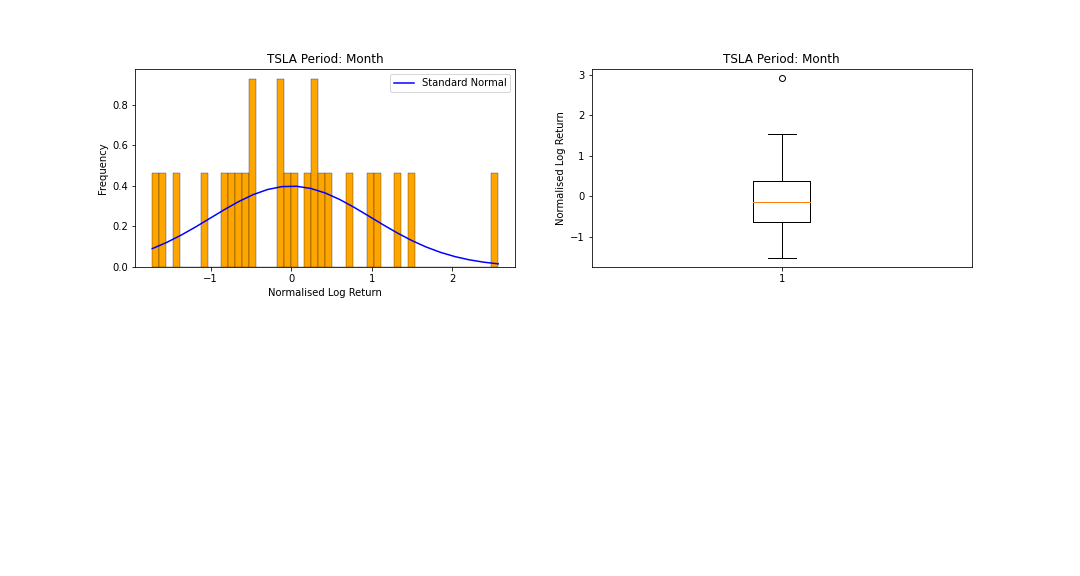 TSLA Period: Month
Standard Normal
Frequency
0.8
0.6
0.4
0.2
0.0
−1
0
1
2
Normalised Log Return
TSLA Period: Month
Normalised Log Return
3
2
1
0
−1
1